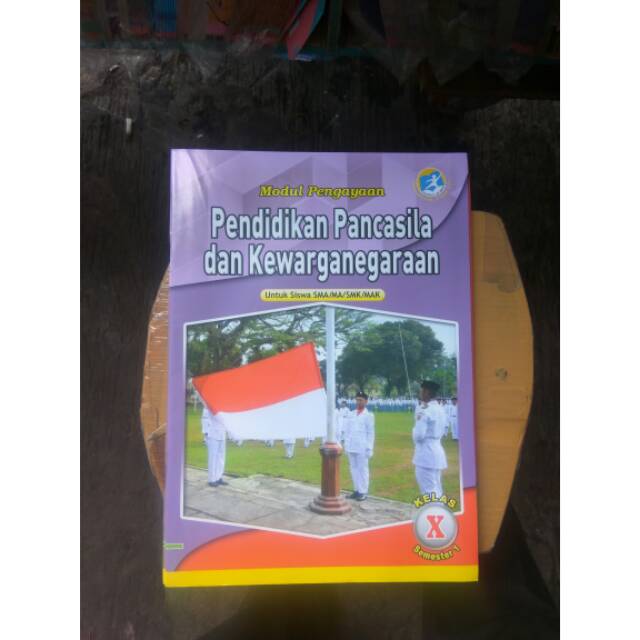 Modul Pengayaan
Pendidikan Pancasila
dan Kewarganegaraan
Untuk Siswa SMA/MA/SMK/MAK
KELAS
X
Semester 1